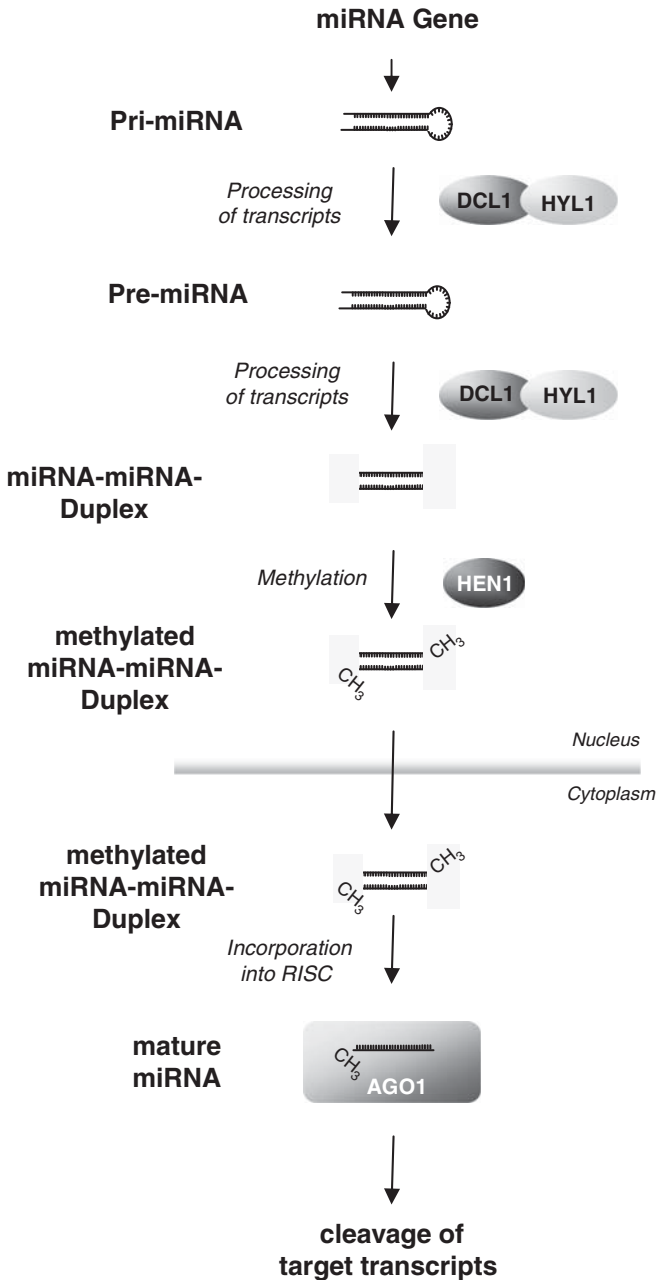 miRNA Gene
Pri-miRNA
Processing
of transcripts
DCL1 HYL1
Pre-miRNA
Processing
of transcripts
DCL1 HYL1
miRNA-miRNA-
Duplex
Methylation
HEN1
methylated
miRNA-miRNA-
Duplex
CH3
CH3
Nucleus
Cytoplasm
methylated
miRNA-miRNA-
Duplex
CH3
CH3
Incorporation
into RISC
mature
miRNA
CH3
AGO1
cleavage of
target transcripts